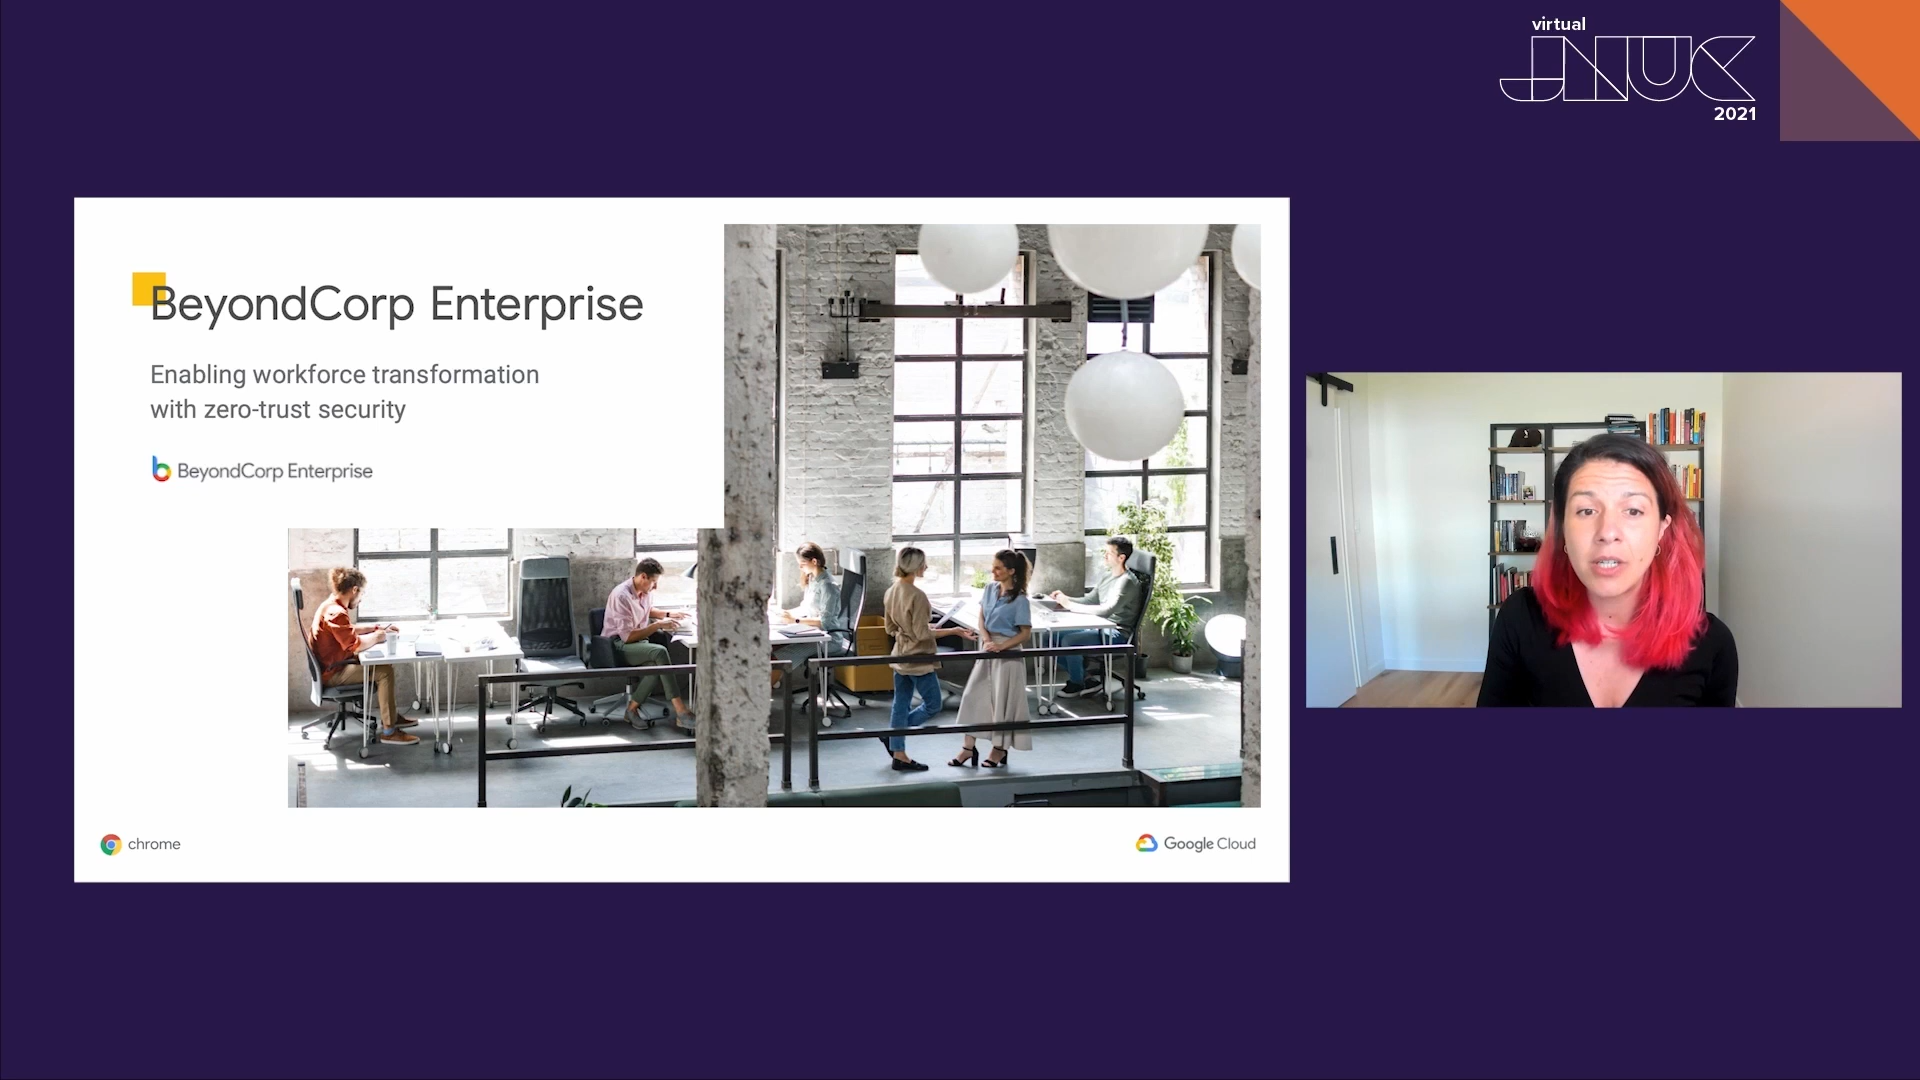 virtual
JNUC
2021
BeyondCorp Enterprise
Enabling workforce transformation
with zero-trust security
BeyondCorp Enterprise
chrome
Google Cloud